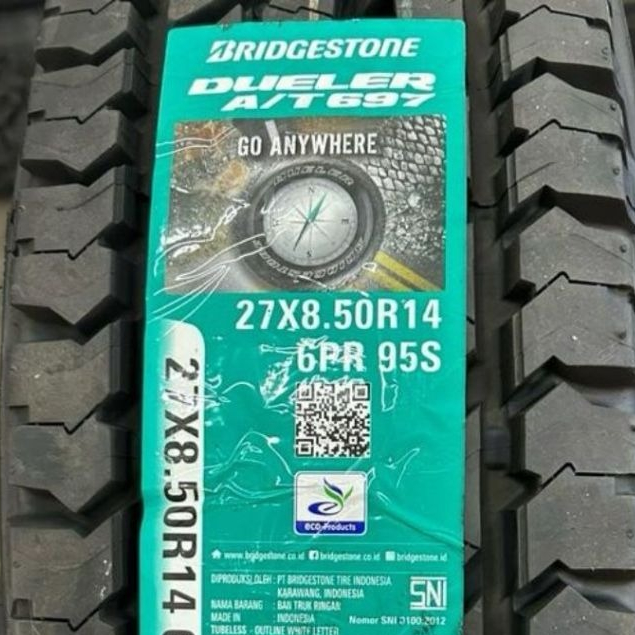 BRIDGESTONE
DUELER
A/T 697
GO ANYWHERE
DUELER
N
BRIDGESTONE
27X8.50R14
6PR 95S
27X8.50R14
eco-Products
www.bridgestone.co.id bridgestone.id bridgestone.id
DIPRODUKSI OLEH : PT BRIDGESTONE TIRE INDONESIA
KARAWANG, INDONESIA
NAMA BARANG : BAN TRUK RINGAN
MADE IN : INDONESIA
TUBELESS - OUTLINE WHITE LETTER
SNI
Nomor SNI 0100:2012